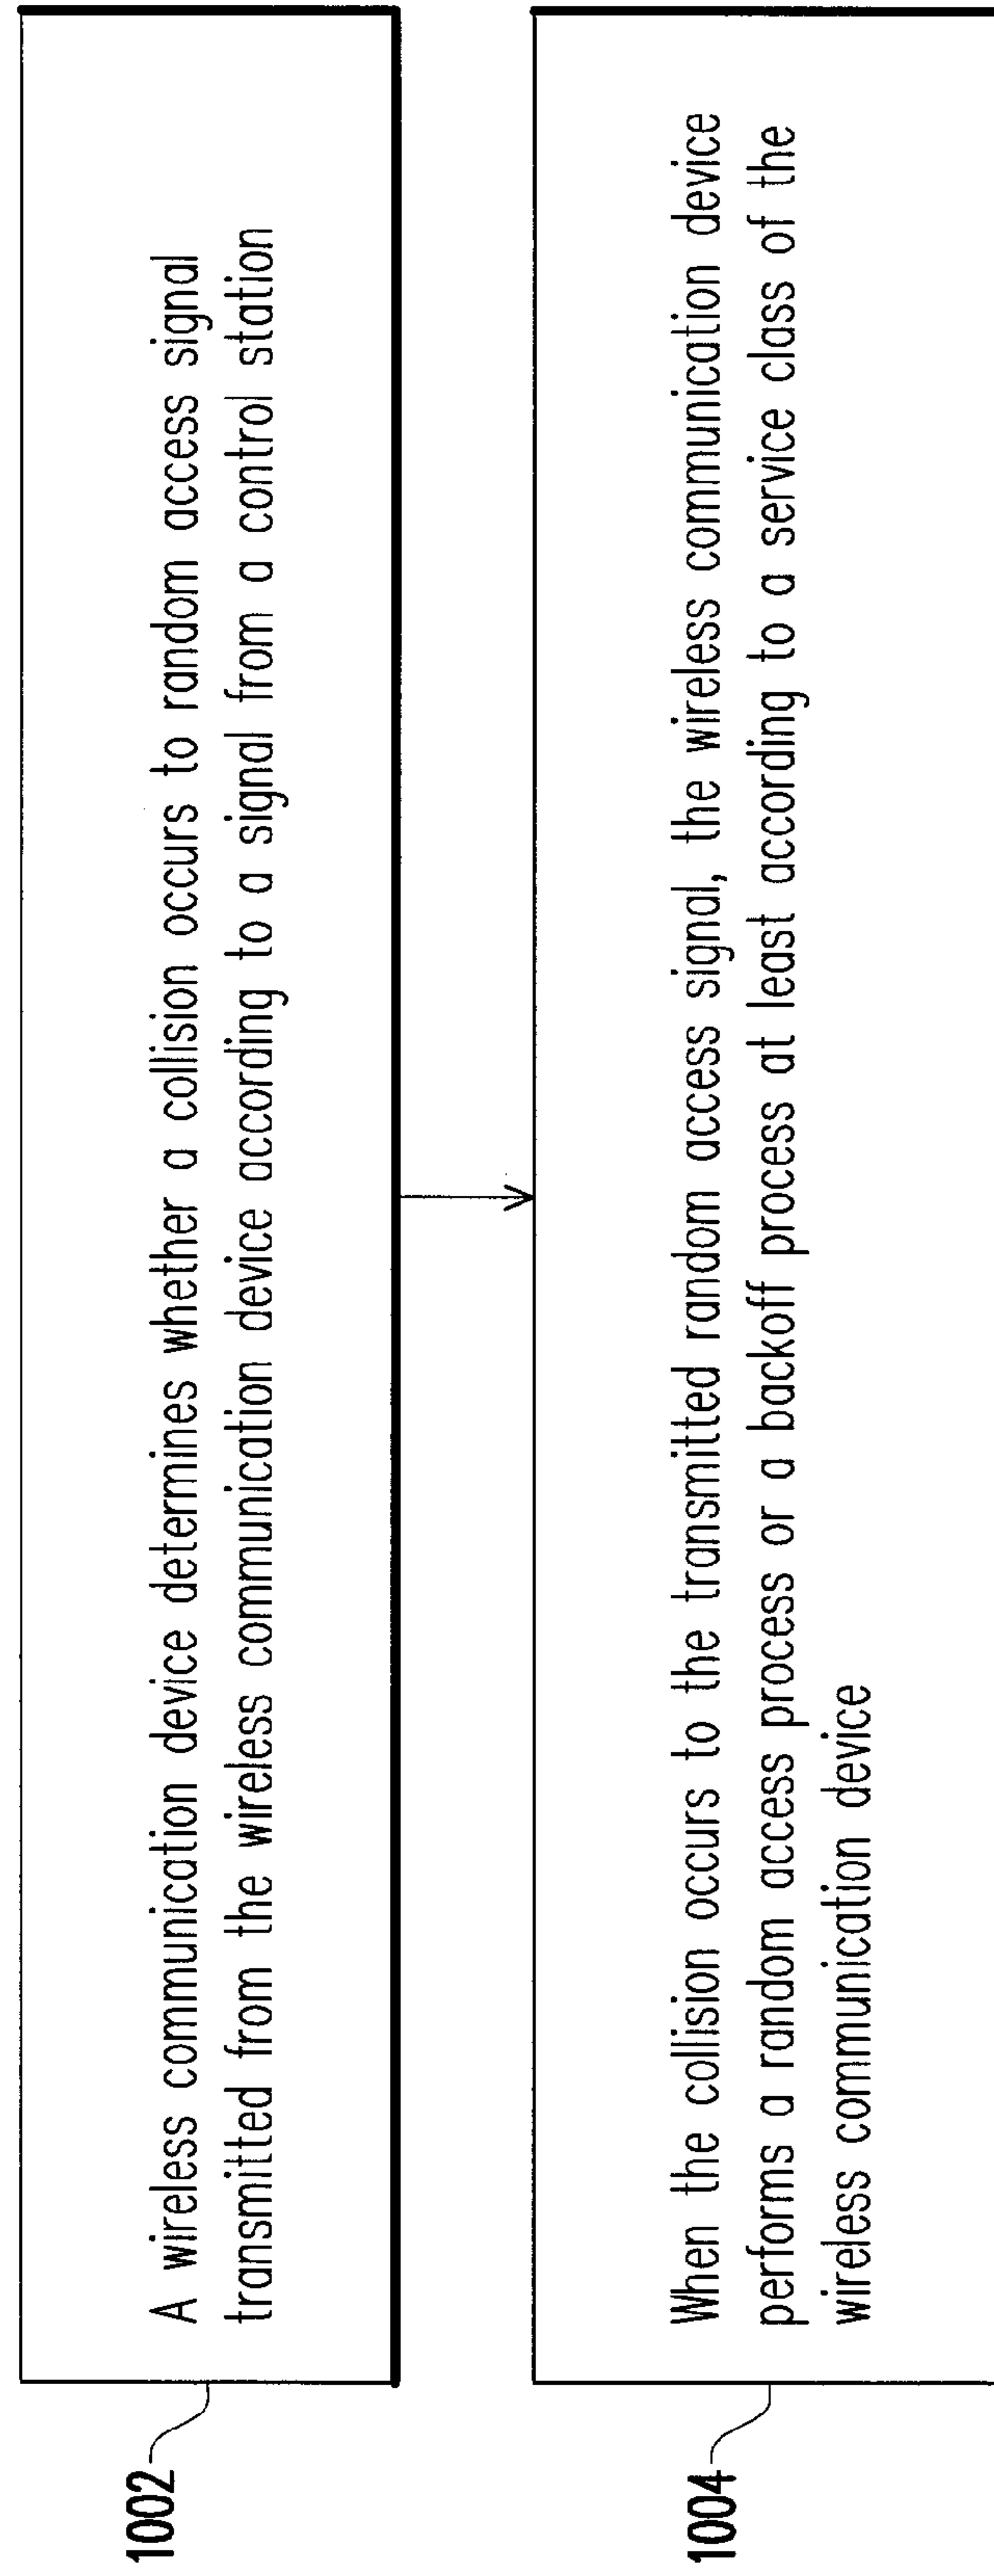 1002
A wireless communication device determines whether a collision occurs to random access signal
transmitted from the wireless communication device according to a signal from a control station
1004
When the collision occurs to the transmitted random access signal, the wireless communication device
performs a random access process or a backoff process at least according to a service class of the
wireless communication device